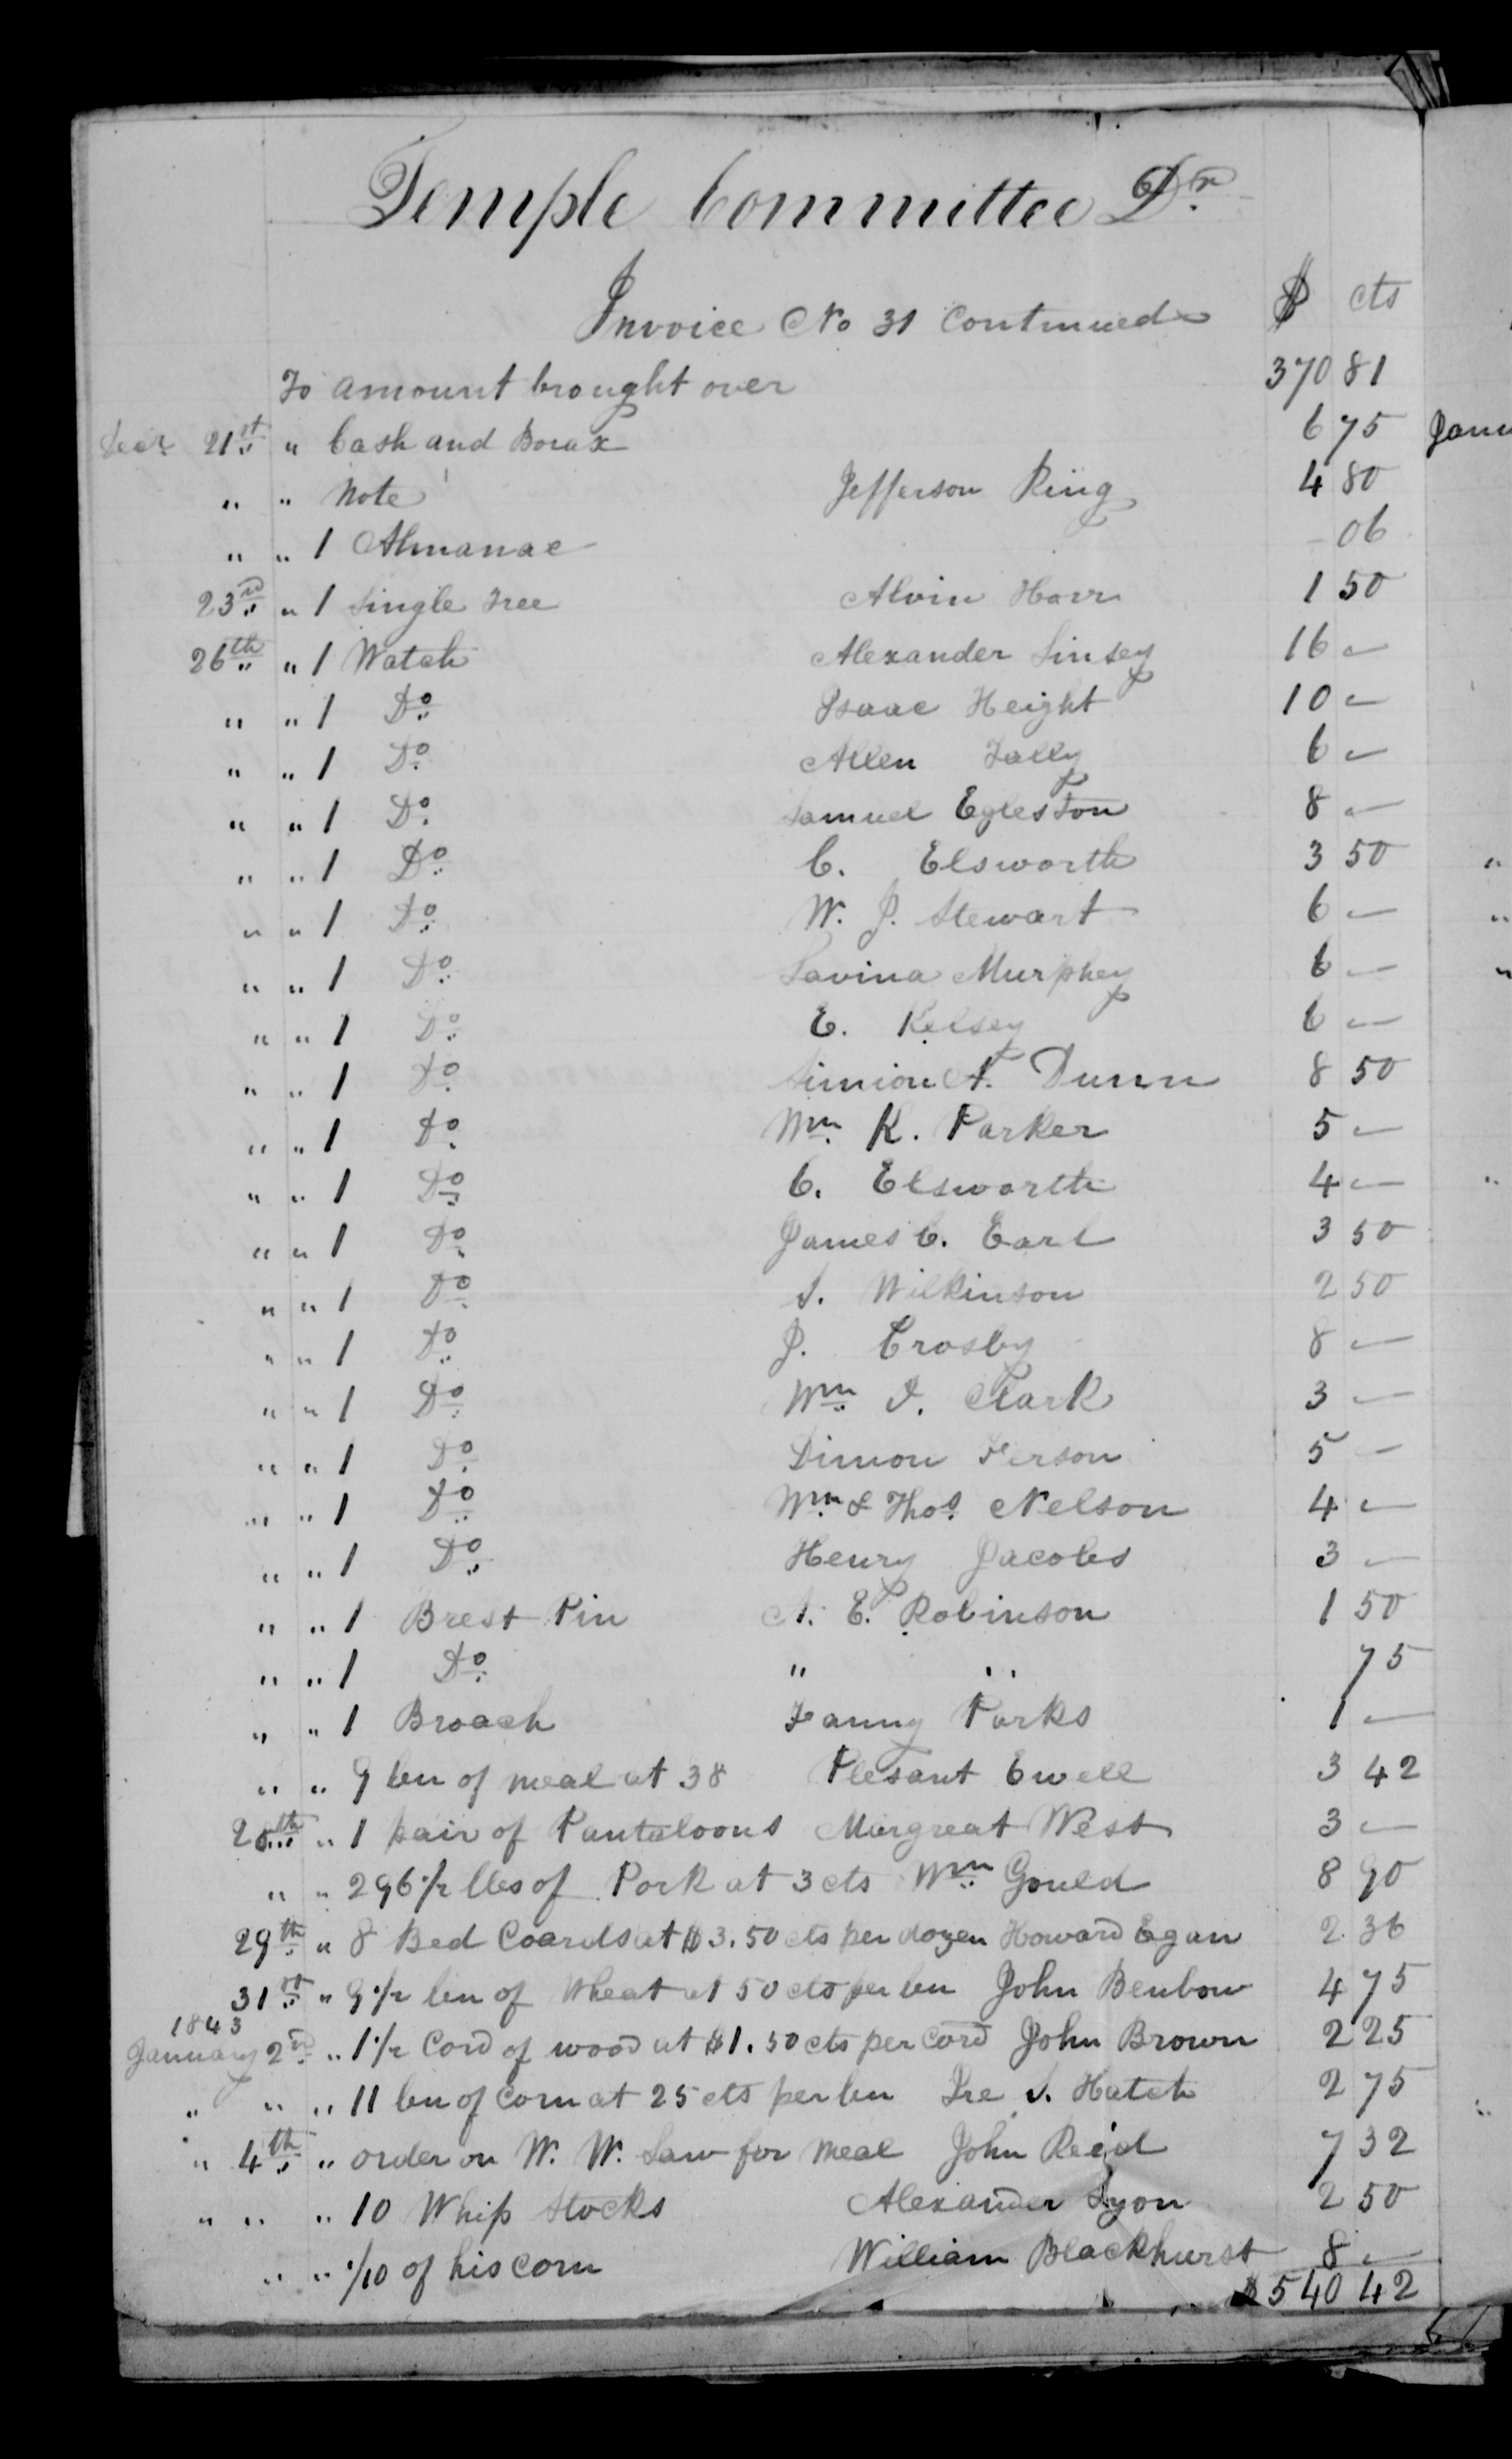 Temple Committee Dr.
Invoice No 31 Continued $ cts
To amount brought over 370 81
Decr 21st " Cash and Borax 6 75
" " Note Jefferson Ring 4 80
" " 1 Almanac - 06
23rd " 1 Single Tree Alvin Horr 1 50
26th " 1 Watch Alexander Linsey 16 —
" " 1 Do Isaac Height 10 —
" " 1 Do Allen Tally 6 —
" " 1 Do Samuel Egleston 8 —
" " 1 Do C. Elsworth 3 50
" " 1 Do W. J. Stewart 6 —
" " 1 Do Lavina Murphey 6 —
" " 1 Do E. Kelsey 6 —
" " 1 Do Simion A. Dunn 8 50
" " 1 Do Wm K. Parker 5 —
" " 1 Do C. Elsworth 4 —
" " 1 Do James C. Earl 3 50
" " 1 Do S. Wilkinson 2 50
" " 1 Do J. Crosby 8 —
" " 1 Do Wm I. Clark 3 —
" " 1 Do Dimon Ferson 5 —
" " 1 Do Wm & Thos Nelson 4 —
" " 1 Do Henry Jacobs 3 —
" " 1 Brest Pin A. E. Robinson 1 50
" " 1 Do " " 75
" " 1 Broach Fanny Parks 1 —
" " 9 bu of meal at 38 Plesant Ewell 3 42
" 1 pair of Pantaloons Margreat West 3 —
" " 296 1/2 lbs of Pork at 3 cts Wm Gould 8 90
29th " 8 Bed Coards at $3.50 cts per dozen Howard Egan 2 36
31st " 9 1/2 bu of Wheat at 50 cts per bu John Benbow 4 75
1843
January 2nd " 1 1/2 Cord of wood at $1.50 cts per Cord John Brown 2 25
" " " 11 bu of Corn at 25 cts per bu Ire S. Hatch 2 75
" 4th " order on W. W. Law for meal John Reid 7 32
" " " 10 Whip Stocks Alexander Lyon 2 50
" " 1/10 of his corn William Blackhurst 8 —
$ 540 42